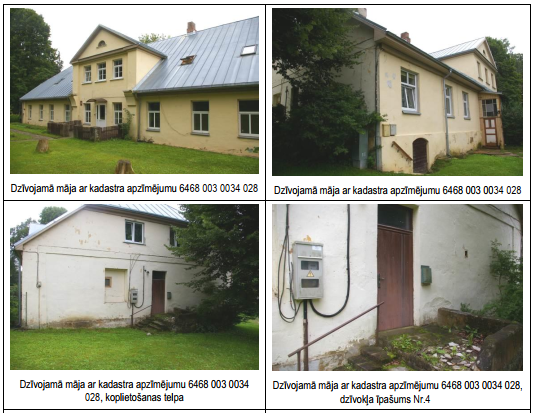 Dzīvojamā māja ar kadastra apzīmējumu 6468 003 0034 028
Dzīvojamā māja ar kadastra apzīmējumu 6468 003 0034 028
Dzīvojamā māja ar kadastra apzīmējumu 6468 003 0034
028, koplietošanas telpa
Dzīvojamā māja ar kadastra apzīmējumu 6468 003 0034 028,
dzīvokļa īpašums Nr.4